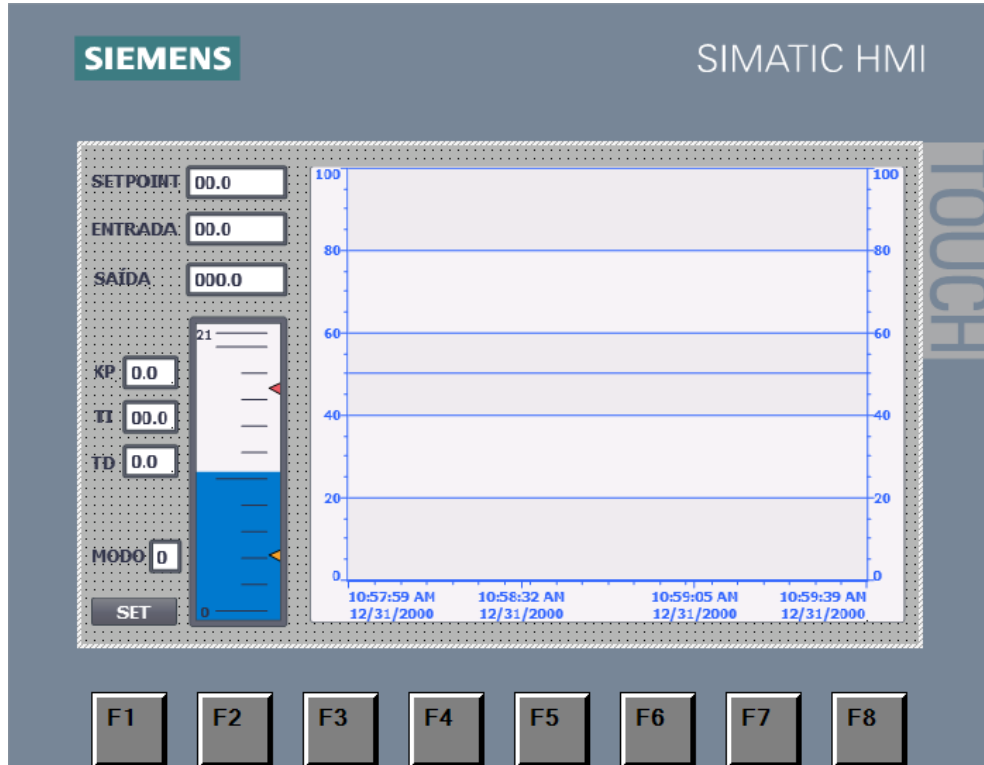 SIEMENS
SIMATIC HMI
TOUCH
SETPOINT 00.0
ENTRADA 00.0
SAÍDA 000.0
21
KP 0.0
TI 00.0
TD 0.0
MODO 0
SET
0
100 100
80 80
60 60
40 40
20 20
0 0
10:57:59 AM 10:58:32 AM 10:59:05 AM 10:59:39 AM
12/31/2000 12/31/2000 12/31/2000 12/31/2000
F1 F2 F3 F4 F5 F6 F7 F8